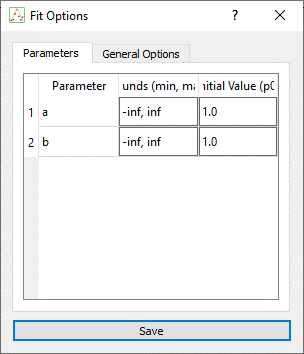 Fit Options
?
Parameters General Options
Parameter unds (min, ma nitial Value (p0
1 a -inf, inf 1.0
2 b -inf, inf 1.0
Save